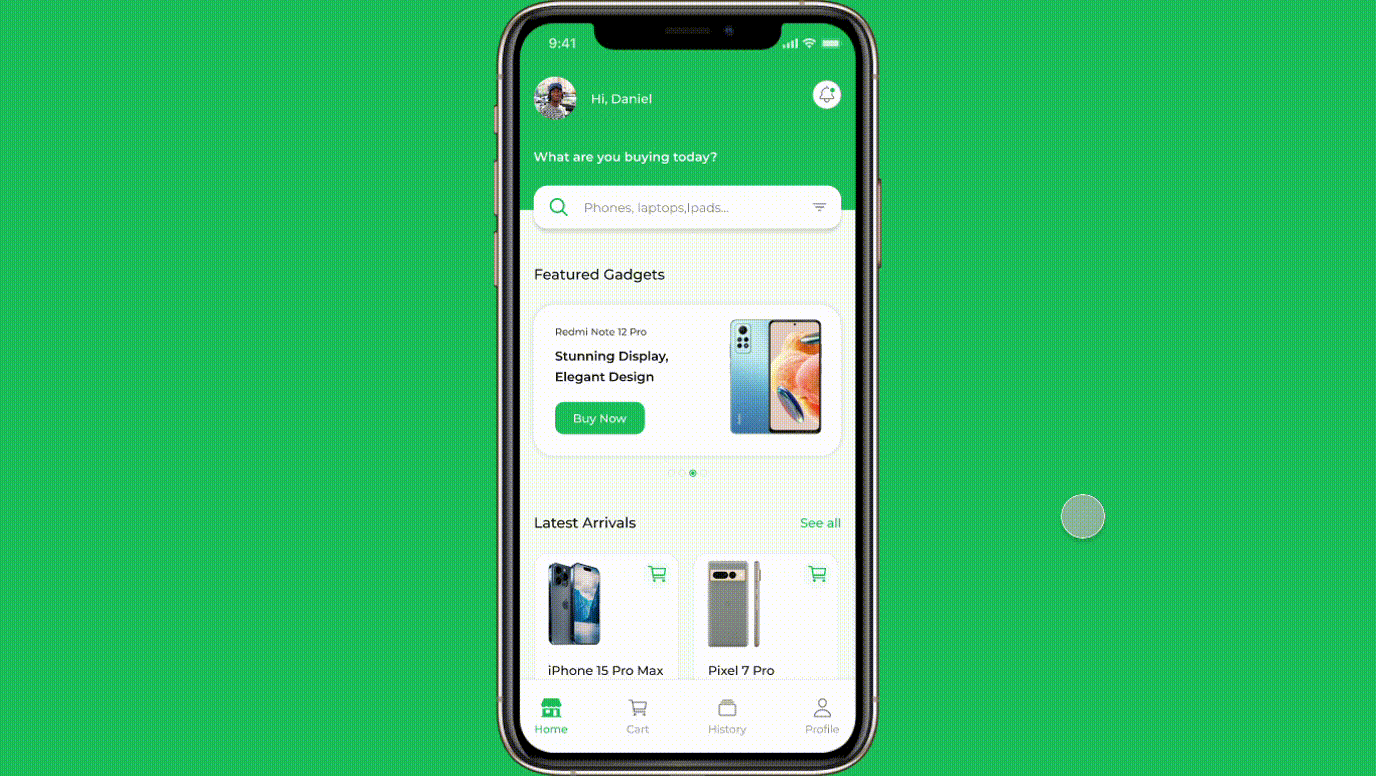 9:41
Hi, Daniel
What are you buying today?
Phones, laptops,Ipads...
Featured Gadgets
Redmi Note 12 Pro
Stunning Display,
Elegant Design
Buy Now
Latest Arrivals
See all
iPhone 15 Pro Max
Pixel 7 Pro
Home
Cart
History
Profile